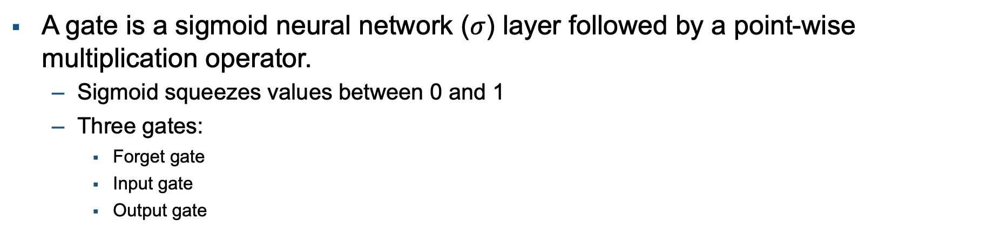 ▪ A gate is a sigmoid neural network (σ) layer followed by a point-wise
multiplication operator.
– Sigmoid squeezes values between 0 and 1
– Three gates:
▪ Forget gate
▪ Input gate
▪ Output gate